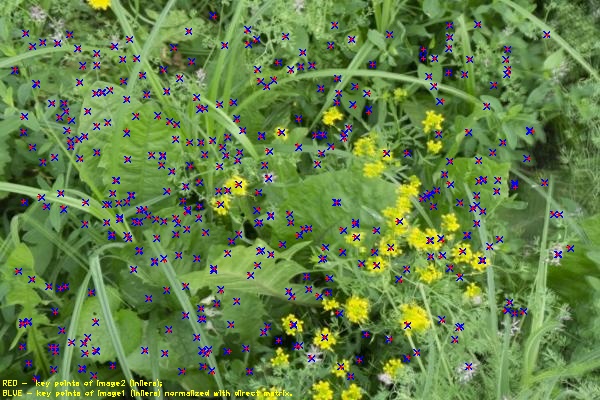 RED - key points of image2 (inliers);
BLUE - key points of image1 (inliers) normalized with direct matrix.